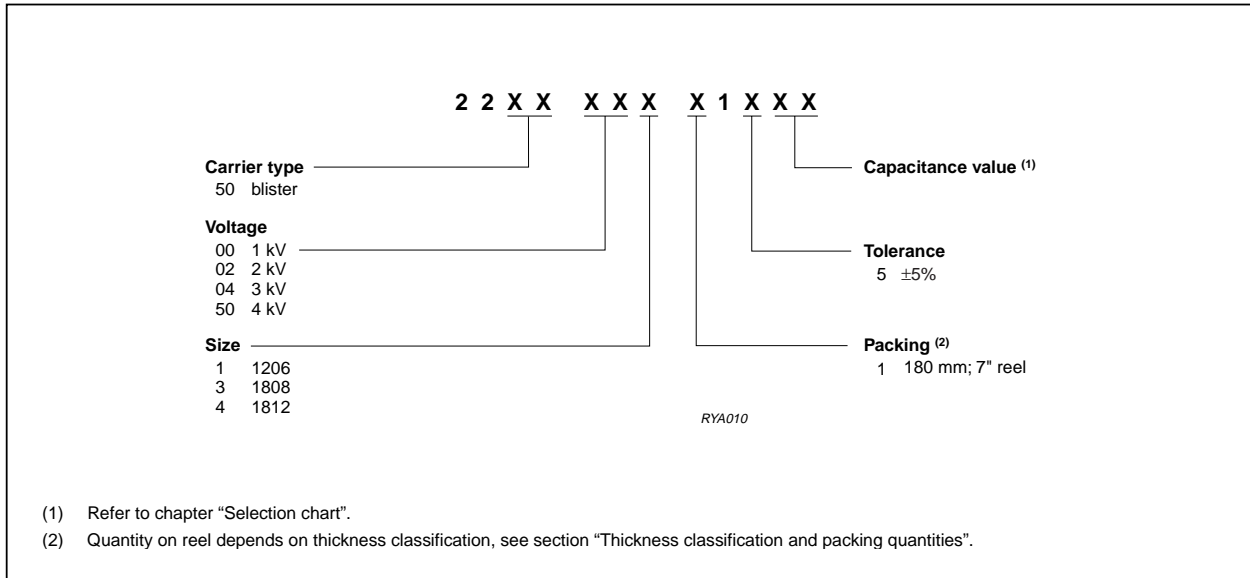 2 2 X X X X X X 1 X X X
Carrier type
50 blister
Voltage
00 1 kV
02 2 kV
04 3 kV
50 4 kV
Size
1 1206
3 1808
4 1812
Capacitance value (1)
Tolerance
5 ±5%
Packing (2)
1 180 mm; 7" reel
RYA010
(1) Refer to chapter “Selection chart”.
(2) Quantity on reel depends on thickness classification, see section “Thickness classification and packing quantities”.